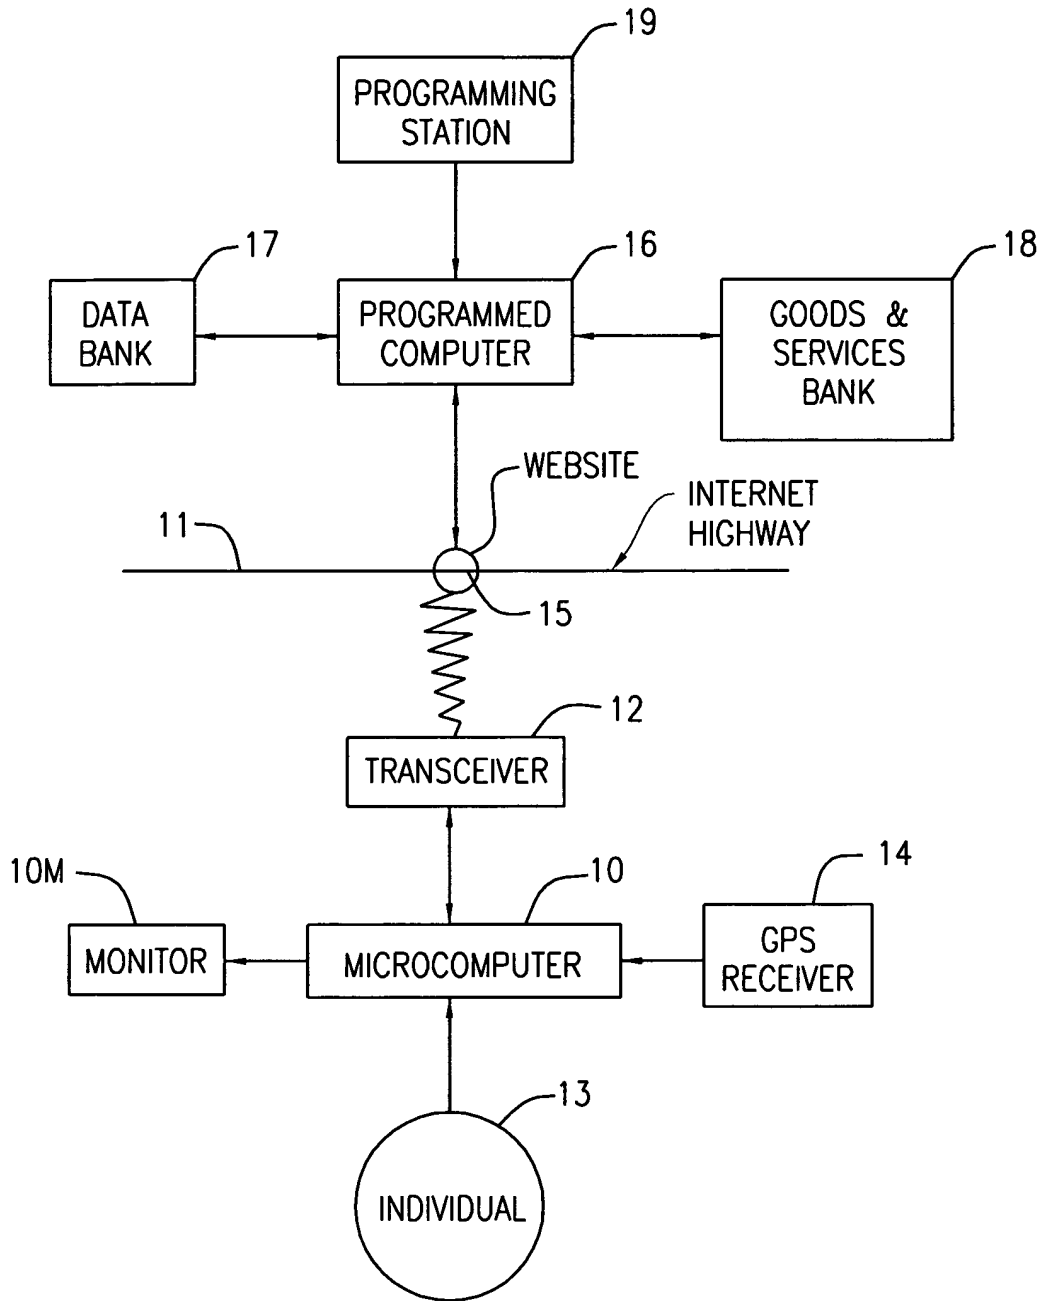 19
PROGRAMMING
STATION
17
16
18
DATA
BANK
PROGRAMMED
COMPUTER
GOODS &
SERVICES
BANK
WEBSITE
INTERNET
HIGHWAY
11
15
12
TRANSCEIVER
10M
10
14
MONITOR
MICROCOMPUTER
GPS
RECEIVER
13
INDIVIDUAL